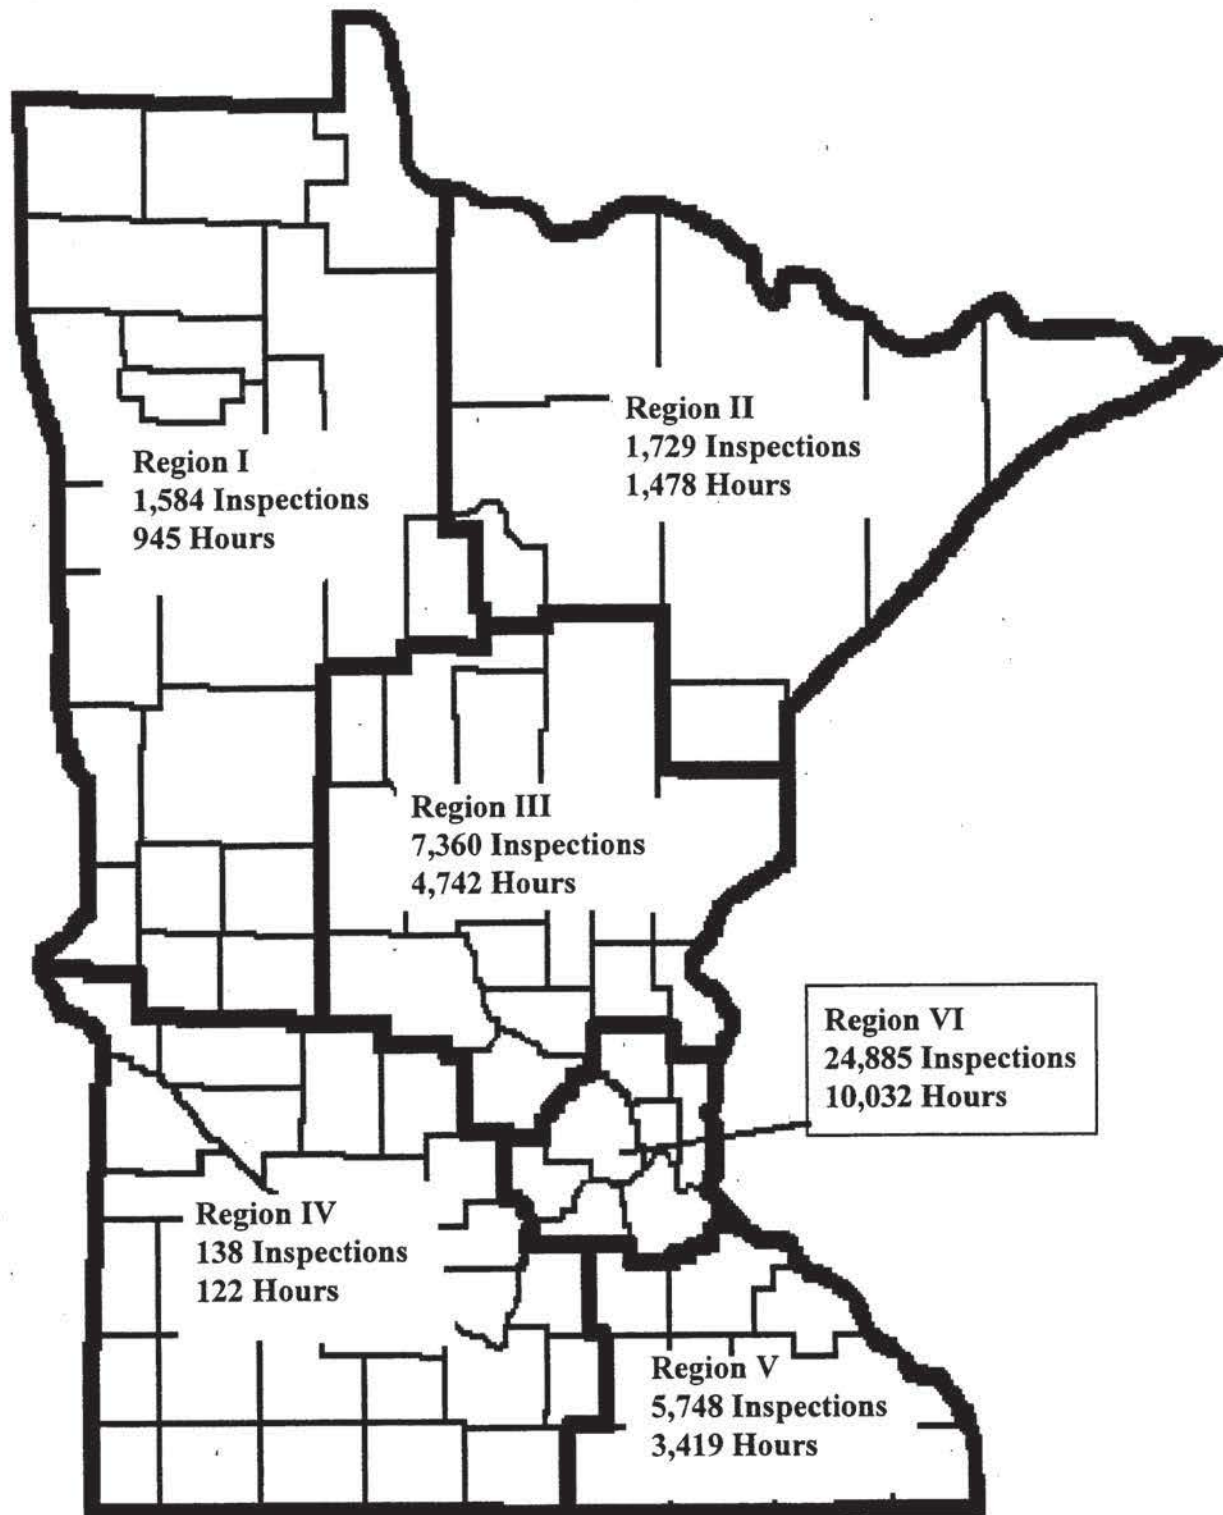 Region I
1,584 Inspections
945 Hours
Region II
1,729 Inspections
1,478 Hours
Region III
7,360 Inspections
4,742 Hours
Region VI
24,885 Inspections
10,032 Hours
Region IV
138 Inspections
122 Hours
Region V
5,748 Inspections
3,419 Hours